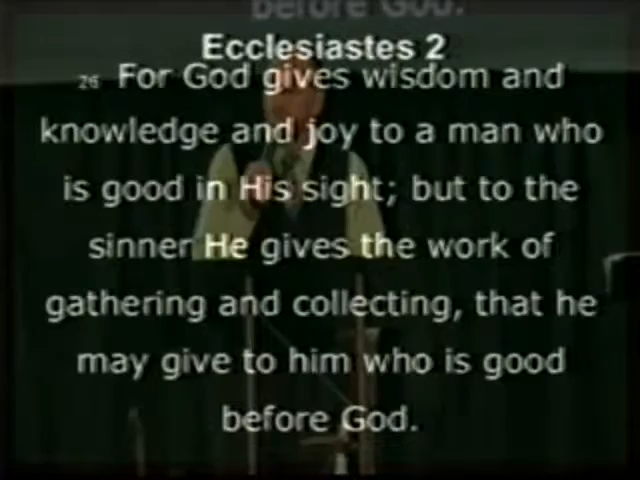 before God.
Ecclesiastes 2
26 For God gives wisdom and
knowledge and joy to a man who
is good in His sight; but to the
sinner He gives the work of
gathering and collecting, that he
may give to him who is good
before God.